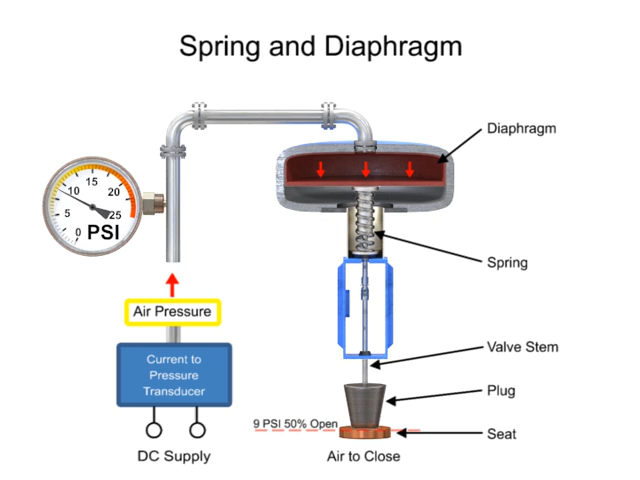 Spring and Diaphragm
Diaphragm
15
10
20
5
25
0
PSI
Spring
Air Pressure
Current to
Pressure
Transducer
Valve Stem
Plug
9 PSI 50% Open
Seat
DC Supply
Air to Close